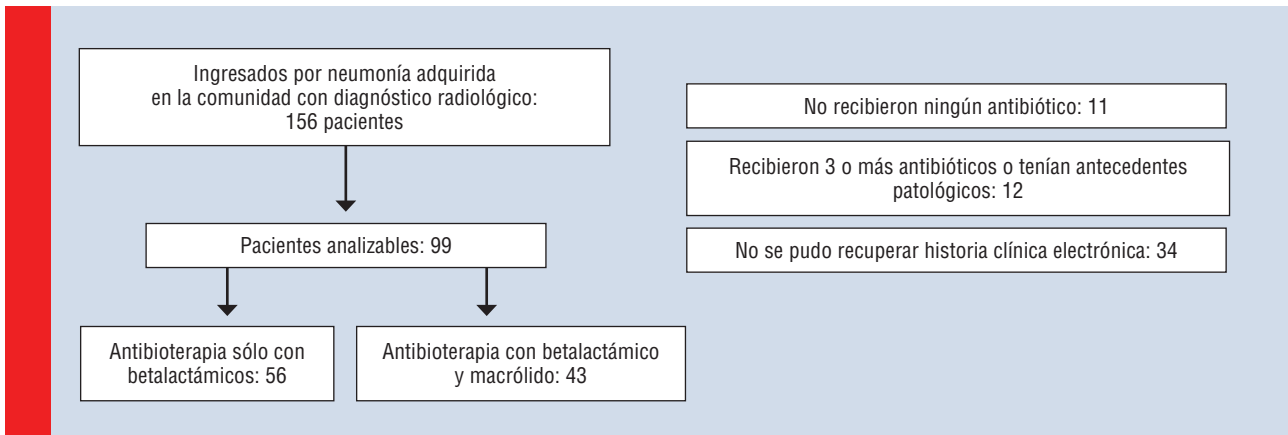 Ingresados por neumonía adquirida
en la comunidad con diagnóstico radiológico:
156 pacientes
No recibieron ningún antibiótico: 11
Recibieron 3 o más antibióticos o tenían antecedentes
patológicos: 12
No se pudo recuperar historia clínica electrónica: 34
Pacientes analizables: 99
Antibioterapia sólo con
betalactámicos: 56
Antibioterapia con betalactámico
y macrólido: 43